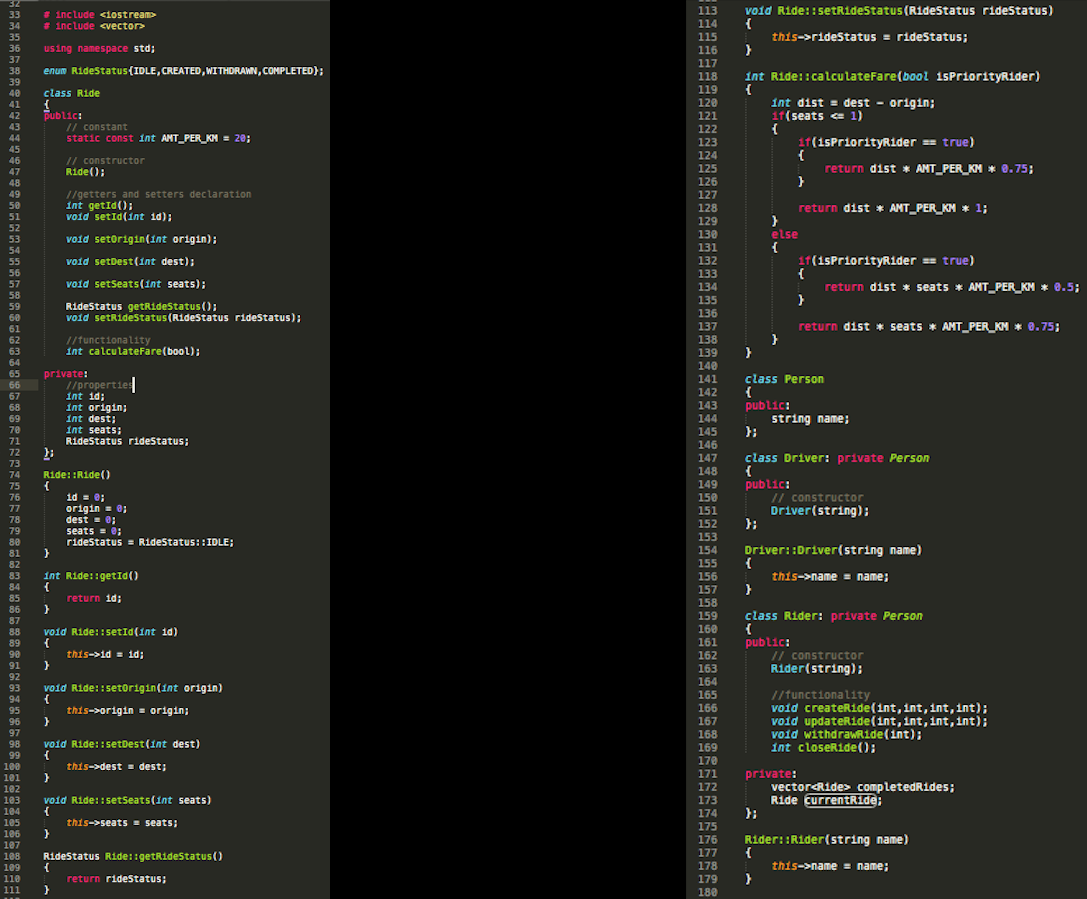 32
33 # include <iostream>
34 # include <vector>
35
36 using namespace std;
37
38 enum RideStatus{IDLE,CREATED,WITHDRAWN,COMPLETED};
39
40 class Ride
41 {
42 public:
43     // constant
44     static const int AMT_PER_KM = 20;
45
46     // constructor
47     Ride();
48
49     //getters and setters declaration
50     int getId();
51     void setId(int id);
52
53     void setOrigin(int origin);
54
55     void setDest(int dest);
56
57     void setSeats(int seats);
58
59     RideStatus getRideStatus();
60     void setRideStatus(RideStatus rideStatus);
61
62     //functionality
63     int calculateFare(bool);
64
65 private:
66     //properties
67     int id;
68     int origin;
69     int dest;
70     int seats;
71     RideStatus rideStatus;
72 };
73
74 Ride::Ride()
75 {
76     id = 0;
77     origin = 0;
78     dest = 0;
79     seats = 0;
80     rideStatus = RideStatus::IDLE;
81 }
82
83 int Ride::getId()
84 {
85     return id;
86 }
87
88 void Ride::setId(int id)
89 {
90     this->id = id;
91 }
92
93 void Ride::setOrigin(int origin)
94 {
95     this->origin = origin;
96 }
97
98 void Ride::setDest(int dest)
99 {
100     this->dest = dest;
101 }
102
103 void Ride::setSeats(int seats)
104 {
105     this->seats = seats;
106 }
107
108 RideStatus Ride::getRideStatus()
109 {
110     return rideStatus;
111 }
113 void Ride::setRideStatus(RideStatus rideStatus)
114 {
115     this->rideStatus = rideStatus;
116 }
117
118 int Ride::calculateFare(bool isPriorityRider)
119 {
120     int dist = dest - origin;
121     if(seats <= 1)
122     {
123         if(isPriorityRider == true)
124         {
125             return dist * AMT_PER_KM * 0.75;
126         }
127
128         return dist * AMT_PER_KM * 1;
129     }
130     else
131     {
132         if(isPriorityRider == true)
133         {
134             return dist * seats * AMT_PER_KM * 0.5;
135         }
136
137         return dist * seats * AMT_PER_KM * 0.75;
138     }
139 }
140
141 class Person
142 {
143 public:
144     string name;
145 };
146
147 class Driver: private Person
148 {
149 public:
150     // constructor
151     Driver(string);
152 };
153
154 Driver::Driver(string name)
155 {
156     this->name = name;
157 }
158
159 class Rider: private Person
160 {
161 public:
162     // constructor
163     Rider(string);
164
165     //functionality
166     void createRide(int,int,int,int);
167     void updateRide(int,int,int,int);
168     void withdrawRide(int);
169     int closeRide();
170
171 private:
172     vector<Ride> completedRides;
173     Ride currentRide;
174 };
175
176 Rider::Rider(string name)
177 {
178     this->name = name;
179 }
180